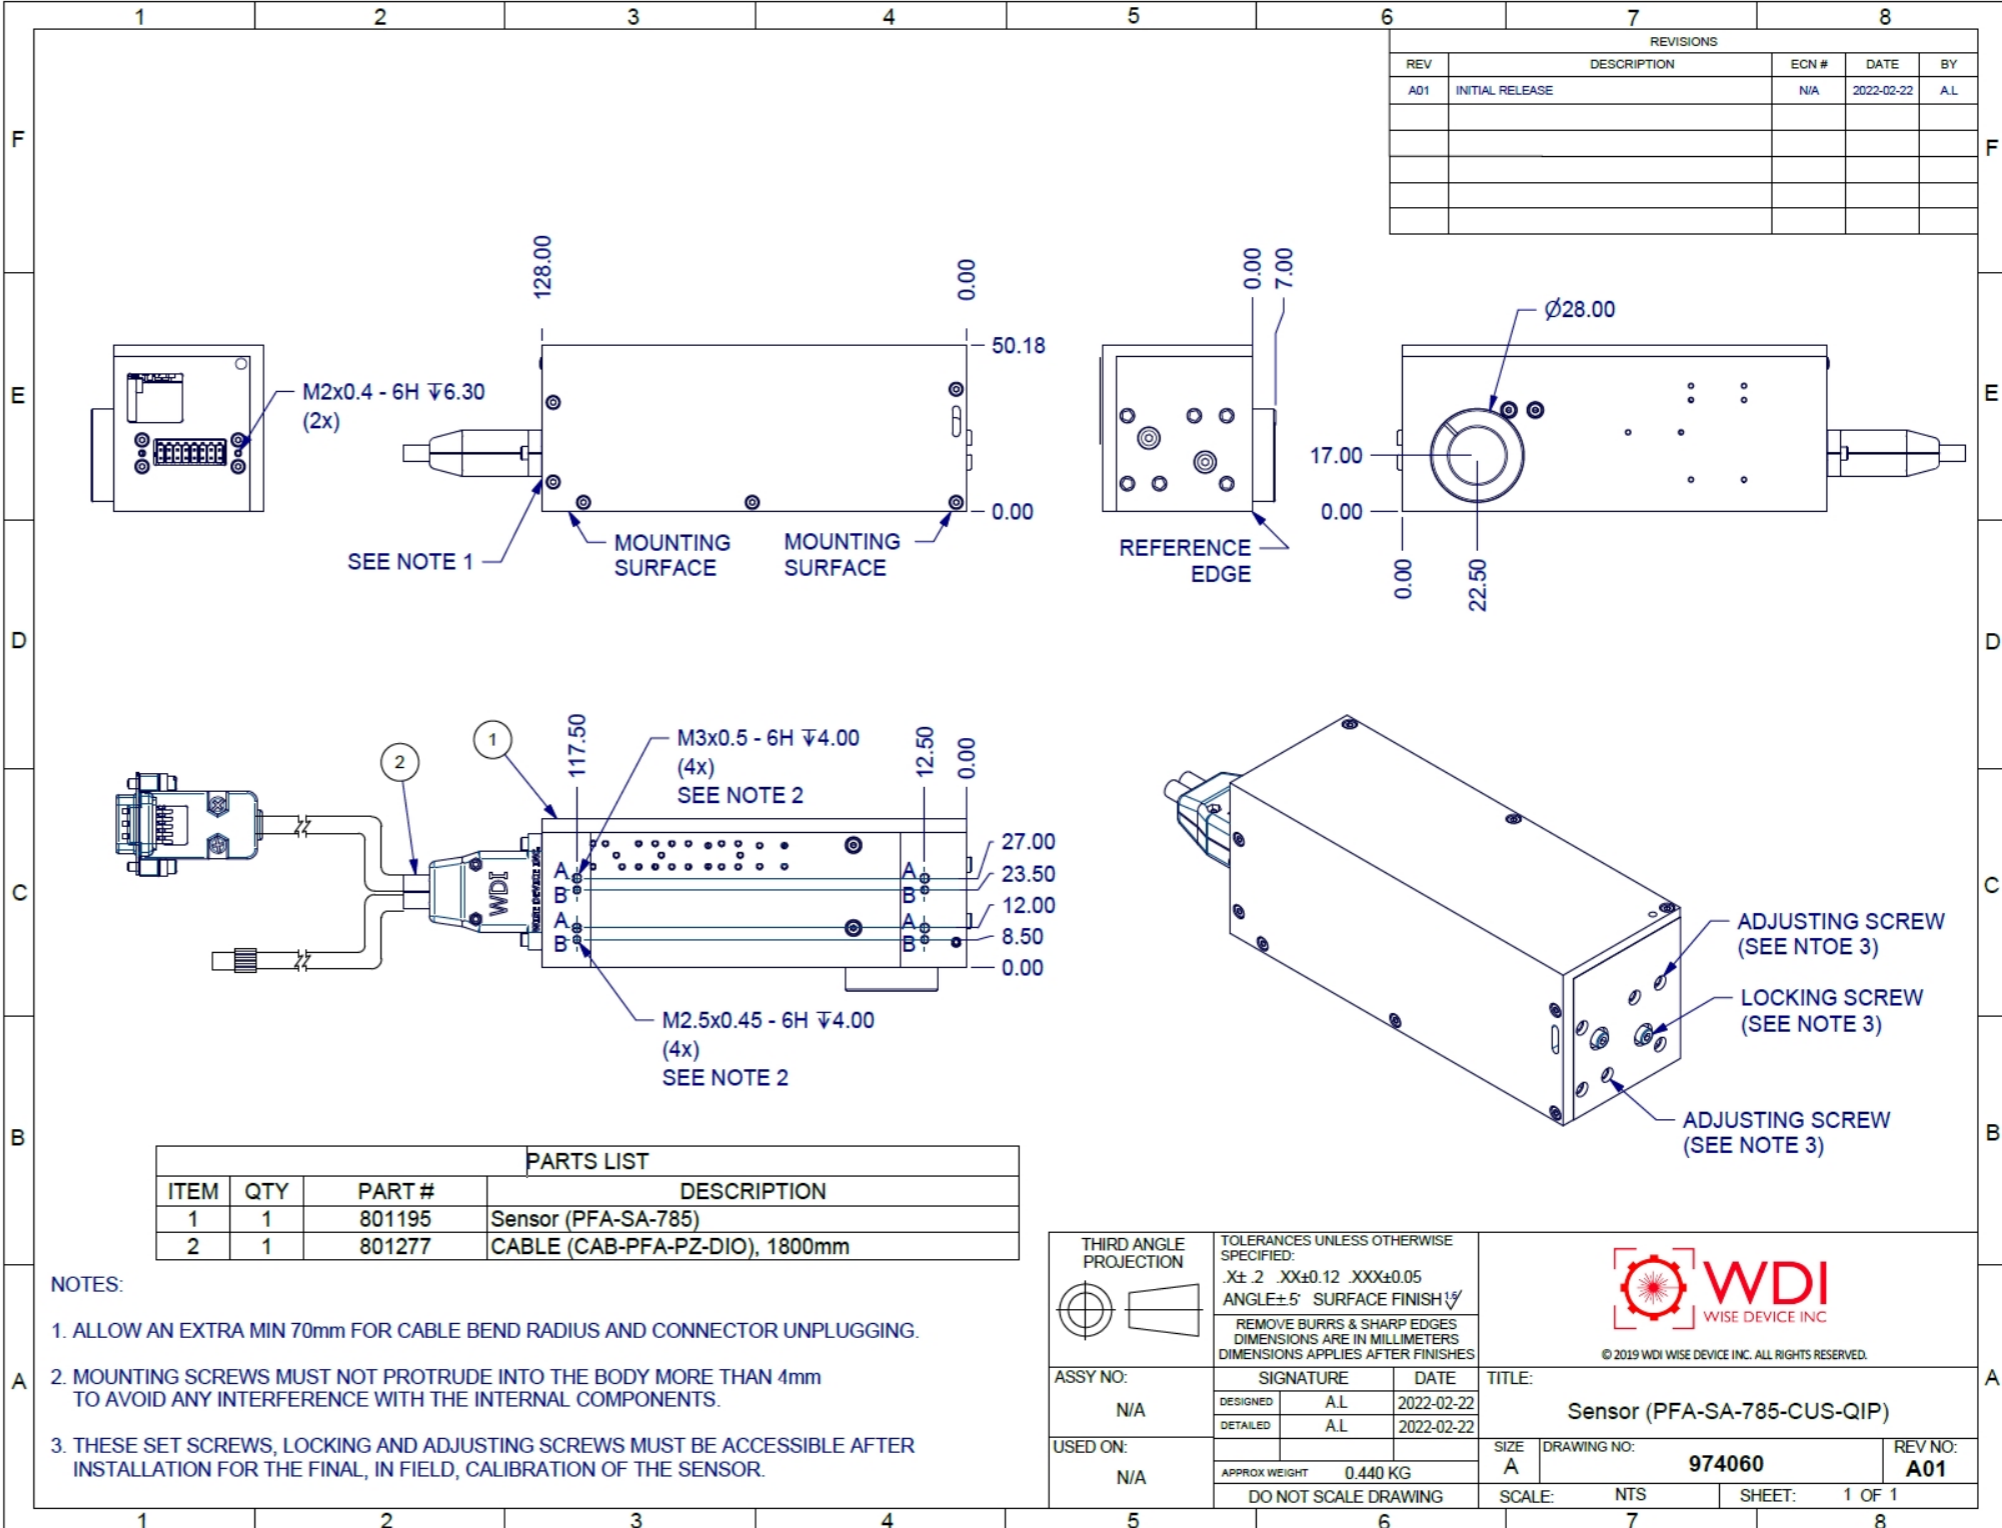 1 2 3 4 5 6 7 8
REVISIONS
REV DESCRIPTION ECN # DATE BY
A01 INITIAL RELEASE N/A 2022-02-22 A.L
F F
128.00
0.00
0.00
7.00
Ø28.00
50.18
E E
M2x0.4 - 6H ↧6.30
(2x)
17.00
0.00
0.00
SEE NOTE 1
MOUNTING
SURFACE
MOUNTING
SURFACE
REFERENCE
EDGE
0.00
22.50
D D
1
2
117.50
M3x0.5 - 6H ↧4.00
(4x)
SEE NOTE 2
12.50
0.00
27.00
23.50
12.00
8.50
0.00
A A
B B
A A
B B
WDI
C C
M2.5x0.45 - 6H ↧4.00
(4x)
SEE NOTE 2
ADJUSTING SCREW
(SEE NTOE 3)
LOCKING SCREW
(SEE NOTE 3)
ADJUSTING SCREW
(SEE NOTE 3)
B B
PARTS LIST
ITEM QTY PART # DESCRIPTION
1 1 801195 Sensor (PFA-SA-785)
2 1 801277 CABLE (CAB-PFA-PZ-DIO), 1800mm
NOTES:
1. ALLOW AN EXTRA MIN 70mm FOR CABLE BEND RADIUS AND CONNECTOR UNPLUGGING.
2. MOUNTING SCREWS MUST NOT PROTRUDE INTO THE BODY MORE THAN 4mm
TO AVOID ANY INTERFERENCE WITH THE INTERNAL COMPONENTS.
3. THESE SET SCREWS, LOCKING AND ADJUSTING SCREWS MUST BE ACCESSIBLE AFTER
INSTALLATION FOR THE FINAL, IN FIELD, CALIBRATION OF THE SENSOR.
A A
THIRD ANGLE
PROJECTION
TOLERANCES UNLESS OTHERWISE
SPECIFIED:
.X± .2 .XX±0.12 .XXX±0.05
ANGLE±.5° SURFACE FINISH 1.6
REMOVE BURRS & SHARP EDGES
DIMENSIONS ARE IN MILLIMETERS
DIMENSIONS APPLIES AFTER FINISHES
WDI
WISE DEVICE INC
© 2019 WDI WISE DEVICE INC. ALL RIGHTS RESERVED.
ASSY NO:
N/A
SIGNATURE DATE
DESIGNED A.L 2022-02-22
DETAILED A.L 2022-02-22
TITLE:
Sensor (PFA-SA-785-CUS-QIP)
USED ON:
N/A
APPROX WEIGHT 0.440 KG
DO NOT SCALE DRAWING
SIZE
A
DRAWING NO:
974060
REV NO:
A01
SCALE: NTS SHEET: 1 OF 1
1 2 3 4 5 6 7 8